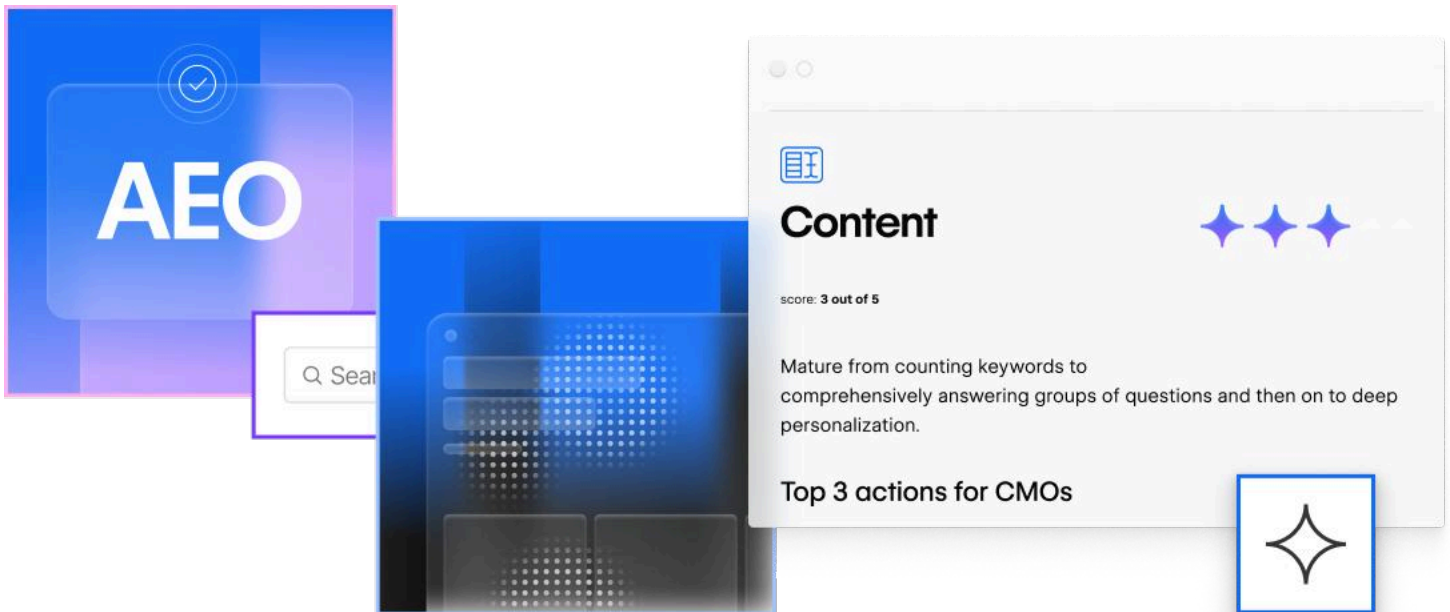 AEO
Content
score: 3 out of 5
Mature from counting keywords to
comprehensively answering groups of questions and then on to deep
personalization.
Top 3 actions for CMOs